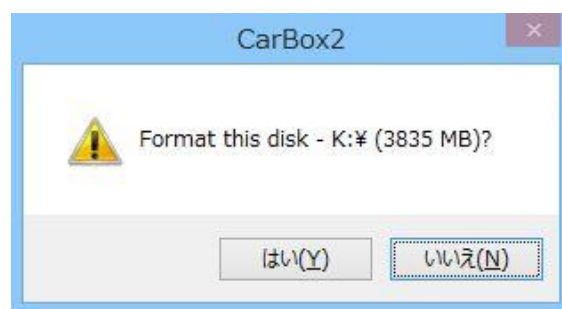 CarBox2
Format this disk - K:¥ (3835 MB)?
はい(Y)
いいえ(N)